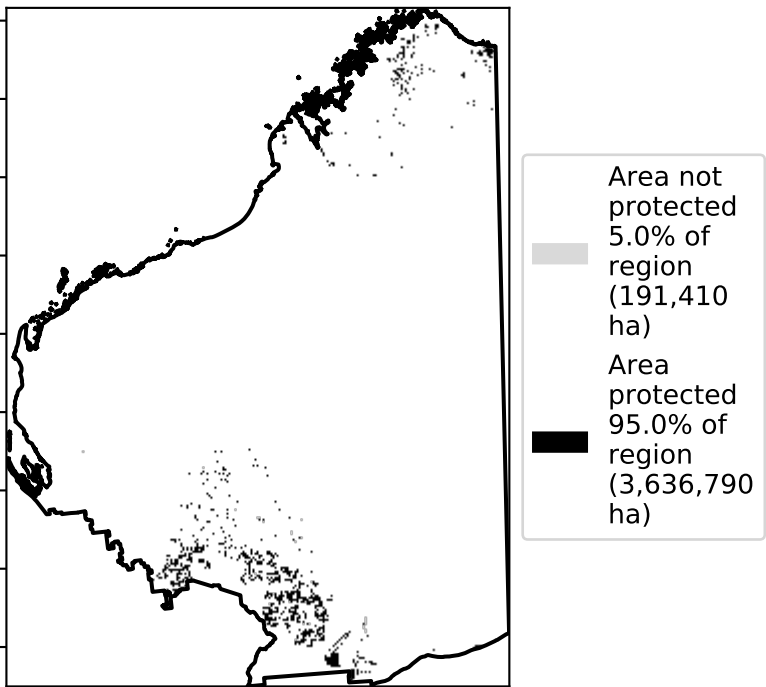 Area not
protected
5.0% of
region
(191,410
ha)
Area
protected
95.0% of
region
(3,636,790
ha)